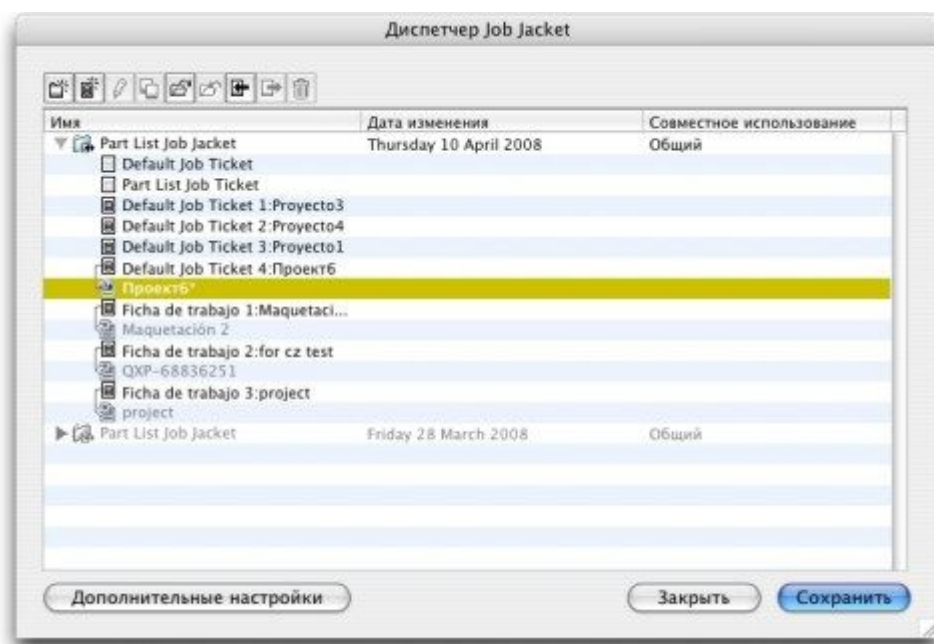 Диспетчер Job Jacket
Имя Дата изменения Совместное использование
Part List Job Jacket Thursday 10 April 2008 Общий
Default Job Ticket
Part List Job Ticket
Default Job Ticket 1:Proyecto3
Default Job Ticket 2:Proyecto4
Default Job Ticket 3:Proyecto1
Default Job Ticket 4:Проект6
Проект6*
Ficha de trabajo 1:Maquetaci...
Maquetación 2
Ficha de trabajo 2:for cz test
QXP-68836251
Ficha de trabajo 3:project
project
Part List Job Jacket Friday 28 March 2008 Общий
Дополнительные настройки Закрыть Сохранить